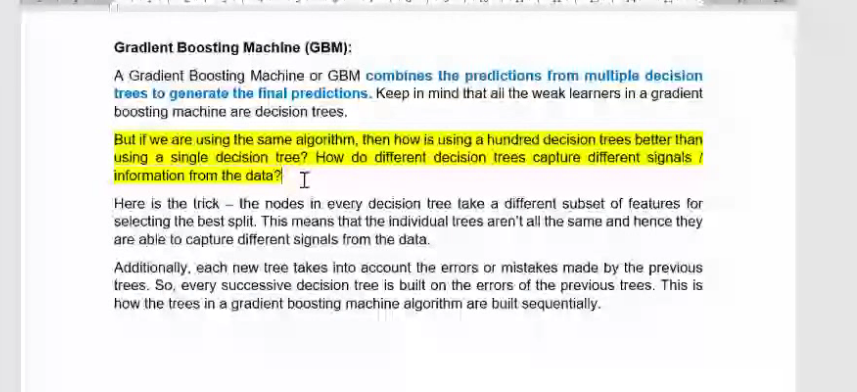 Gradient Boosting Machine (GBM):
A Gradient Boosting Machine or GBM combines the predictions from multiple decision
trees to generate the final predictions. Keep in mind that all the weak learners in a gradient
boosting machine are decision trees.
But if we are using the same algorithm, then how is using a hundred decision trees better than
using a single decision tree? How do different decision trees capture different signals /
information from the data?
Here is the trick – the nodes in every decision tree take a different subset of features for
selecting the best split. This means that the individual trees aren't all the same and hence they
are able to capture different signals from the data.
Additionally, each new tree takes into account the errors or mistakes made by the previous
trees. So, every successive decision tree is built on the errors of the previous trees. This is
how the trees in a gradient boosting machine algorithm are built sequentially.